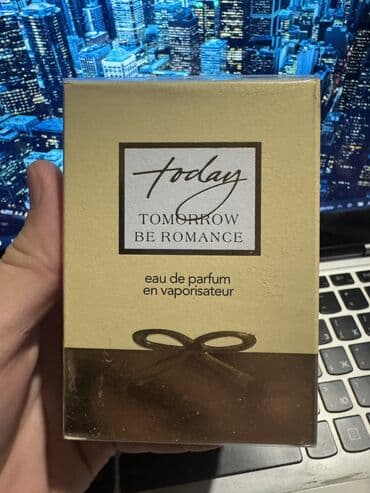 today
TOMORROW
BE ROMANCE
eau de parfum
en vaporisateur